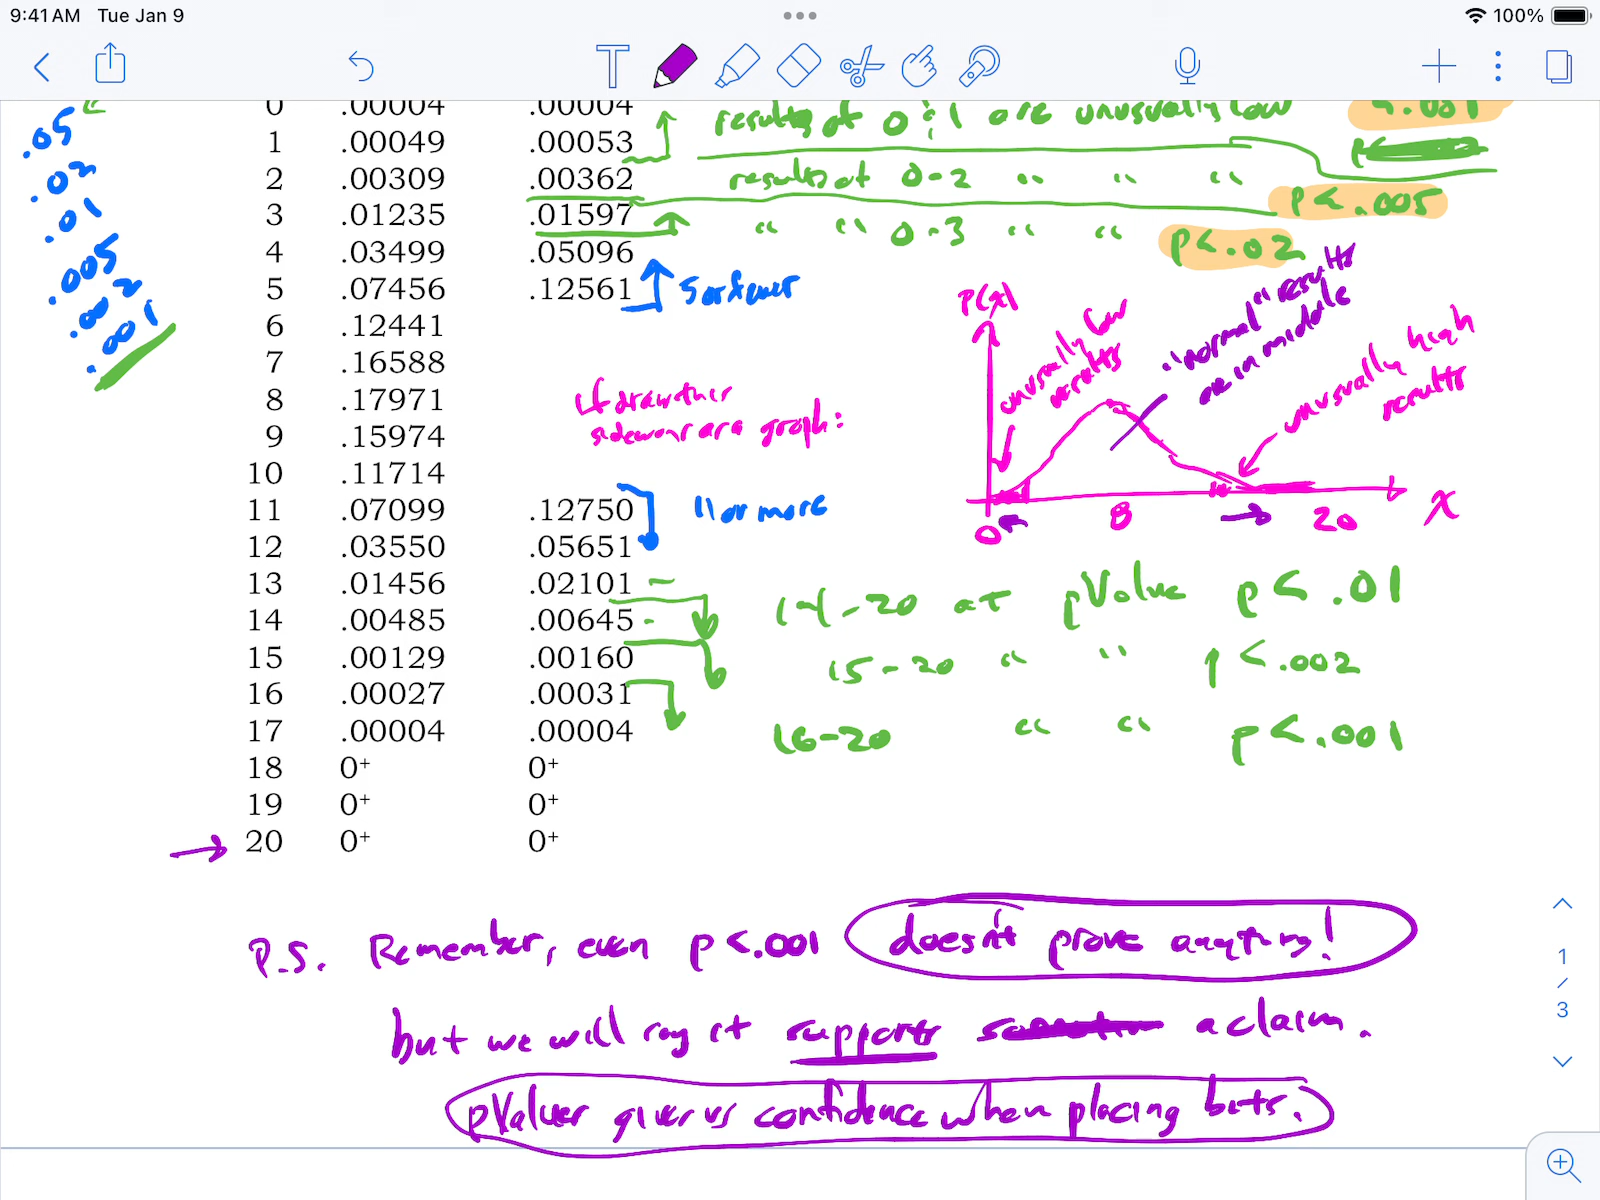 9:41 AM Tue Jan 9
100%
0 .00004 .00004 results of 0 & 1 are unusually low
1 .00049 .00053
2 .00309 .00362 results of 0-2 " " " p<.005
3 .01235 .01597 " " 0-3 " " p<.02
4 .03499 .05096
5 .07456 .12561 5 or fewer
6 .12441
7 .16588
8 .17971
9 .15974
10 .11714
11 .07099 .12750 11 or more
12 .03550 .05651
13 .01456 .02101
14 .00485 .00645
15 .00129 .00160
16 .00027 .00031
17 .00004 .00004
18 0+ 0+
19 0+ 0+
20 0+ 0+
.05
.02
.01
.005
.002
.001
If draw this
sideways as a graph:
P(x)
unusually low
results
"normal" results
are in middle
unusually high
results
0 8 20 x
14-20 at pValue p<.01
15-20 " " p<.002
16-20 " " p<.001
P.S. Remember, even p<.001 doesn't prove anything!
but we will say it supports a claim.
pValues give us confidence when placing bets.
1
/
3